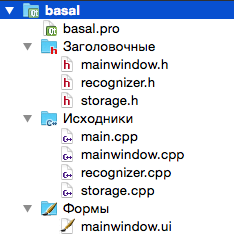 basal
basal.pro
Заголовочные
mainwindow.h
recognizer.h
storage.h
Исходники
main.cpp
mainwindow.cpp
recognizer.cpp
storage.cpp
Формы
mainwindow.ui